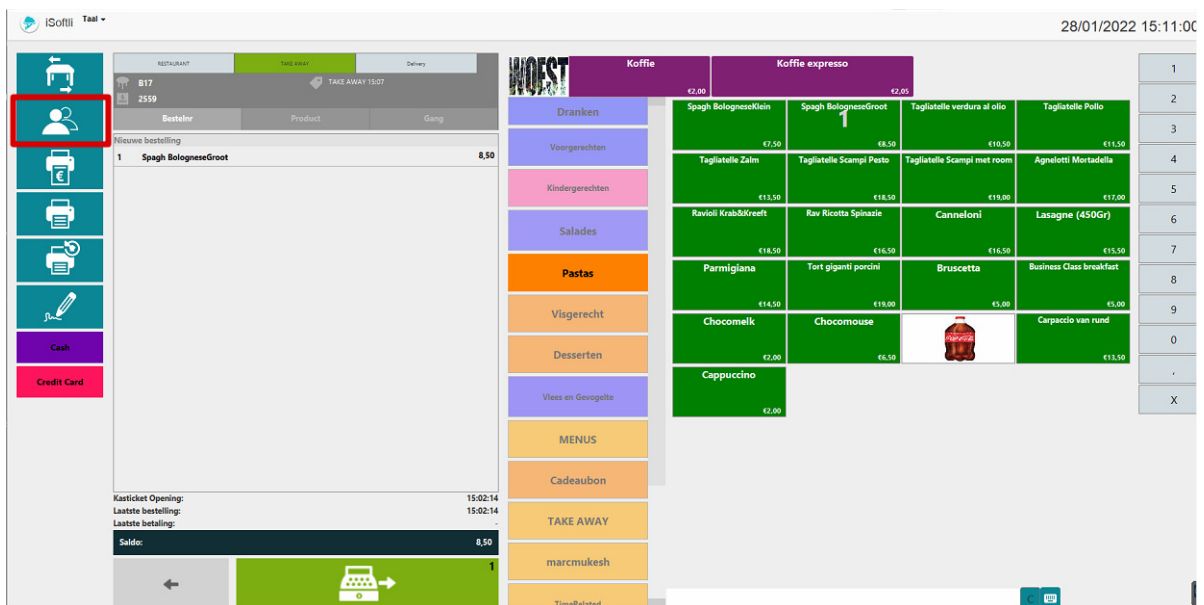 iSoftli Taal
28/01/2022 15:11:00
RESTAURANT TAKE AWAY Delivery
B17 TAKE AWAY 15:07
2559
Bestelnr Product Gang
Nieuwe bestelling
1 Spagh BologneseGroot 8,50
Kasticket Opening: 15:02:14
Laatste bestelling: 15:02:14
Laatste betaling: -
Saldo: 8,50
1
€
Cash
Credit Card
WOEST
Koffie
€2,00
Koffie expresso
€2,05
Dranken
Voorgerechten
Kindergerechten
Salades
Pastas
Visgerecht
Desserten
Vlees en Gevogelte
MENUS
Cadeaubon
TAKE AWAY
marcmukesh
TimeRelated
Spagh BologneseKlein
€7,50
Spagh BologneseGroot
1
€8,50
Tagliatelle verdura al olio
€10,50
Tagliatelle Pollo
€11,50
Tagliatelle Zalm
€13,50
Tagliatelle Scampi Pesto
€18,50
Tagliatelle Scampi met room
€19,00
Agnelotti Mortadella
€17,00
Ravioli Krab&Kreeft
€18,50
Rav Ricotta Spinazie
€16,50
Canneloni
€16,50
Lasagne (450Gr)
€15,50
Parmigiana
€14,50
Tort giganti porcini
€19,00
Bruscetta
€5,00
Business Class breakfast
€5,00
Chocomelk
€2,00
Chocomouse
€6,50
Carpaccio van rund
€13,50
Cappuccino
€2,00
1
2
3
4
5
6
7
8
9
0
,
X
C